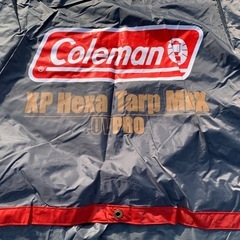 Coleman
XP Hexa Tarp MDX
UVPRO